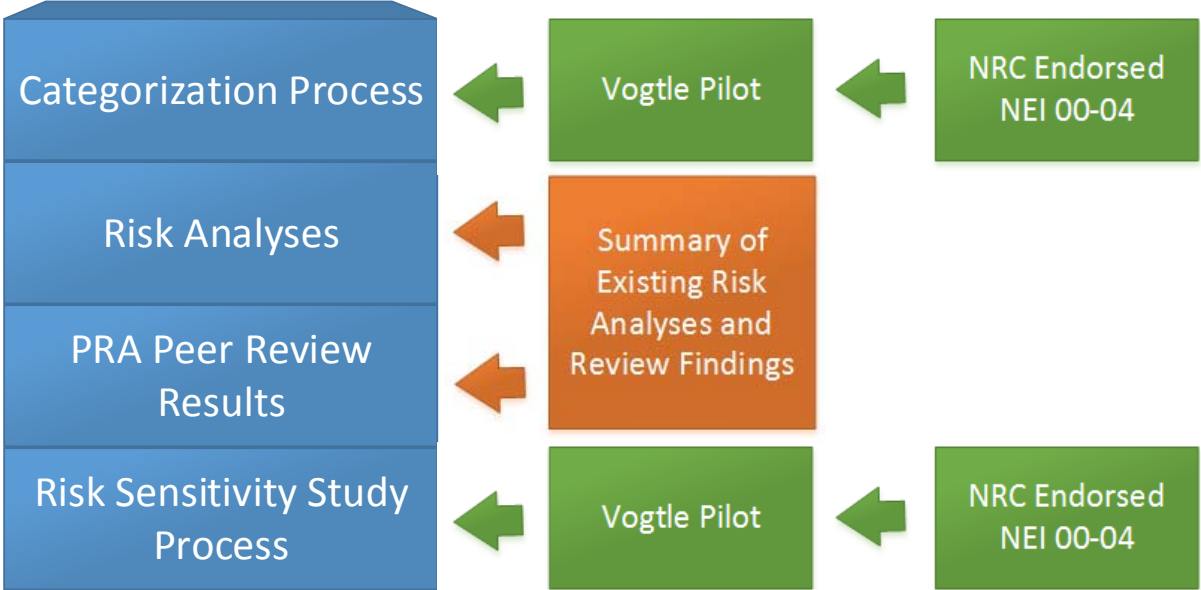 Categorization Process
Vogtle Pilot
NRC Endorsed
NEI 00-04
Risk Analyses
Summary of
Existing Risk
Analyses and
Review Findings
PRA Peer Review
Results
Risk Sensitivity Study
Process
Vogtle Pilot
NRC Endorsed
NEI 00-04